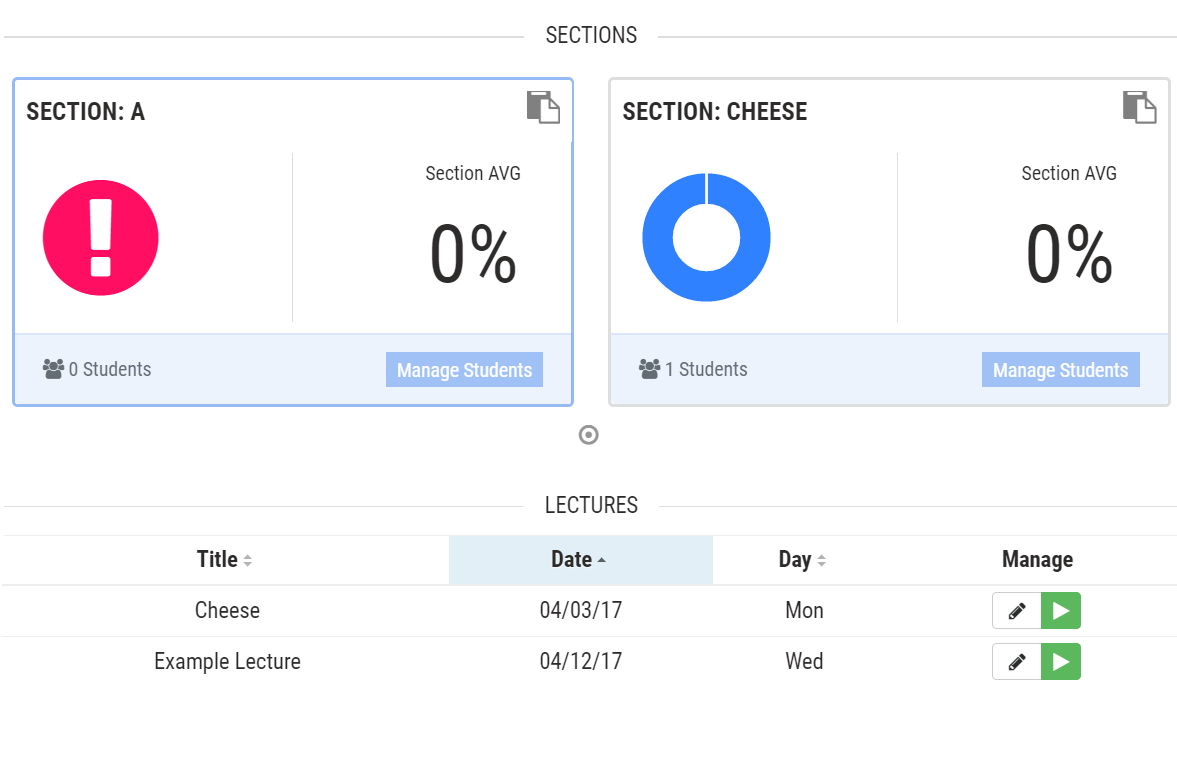 SECTIONS
SECTION: A
Section AVG
0%
0 Students
Manage Students
SECTION: CHEESE
Section AVG
0%
1 Students
Manage Students
LECTURES
Title Date Day Manage
Cheese 04/03/17 Mon
Example Lecture 04/12/17 Wed